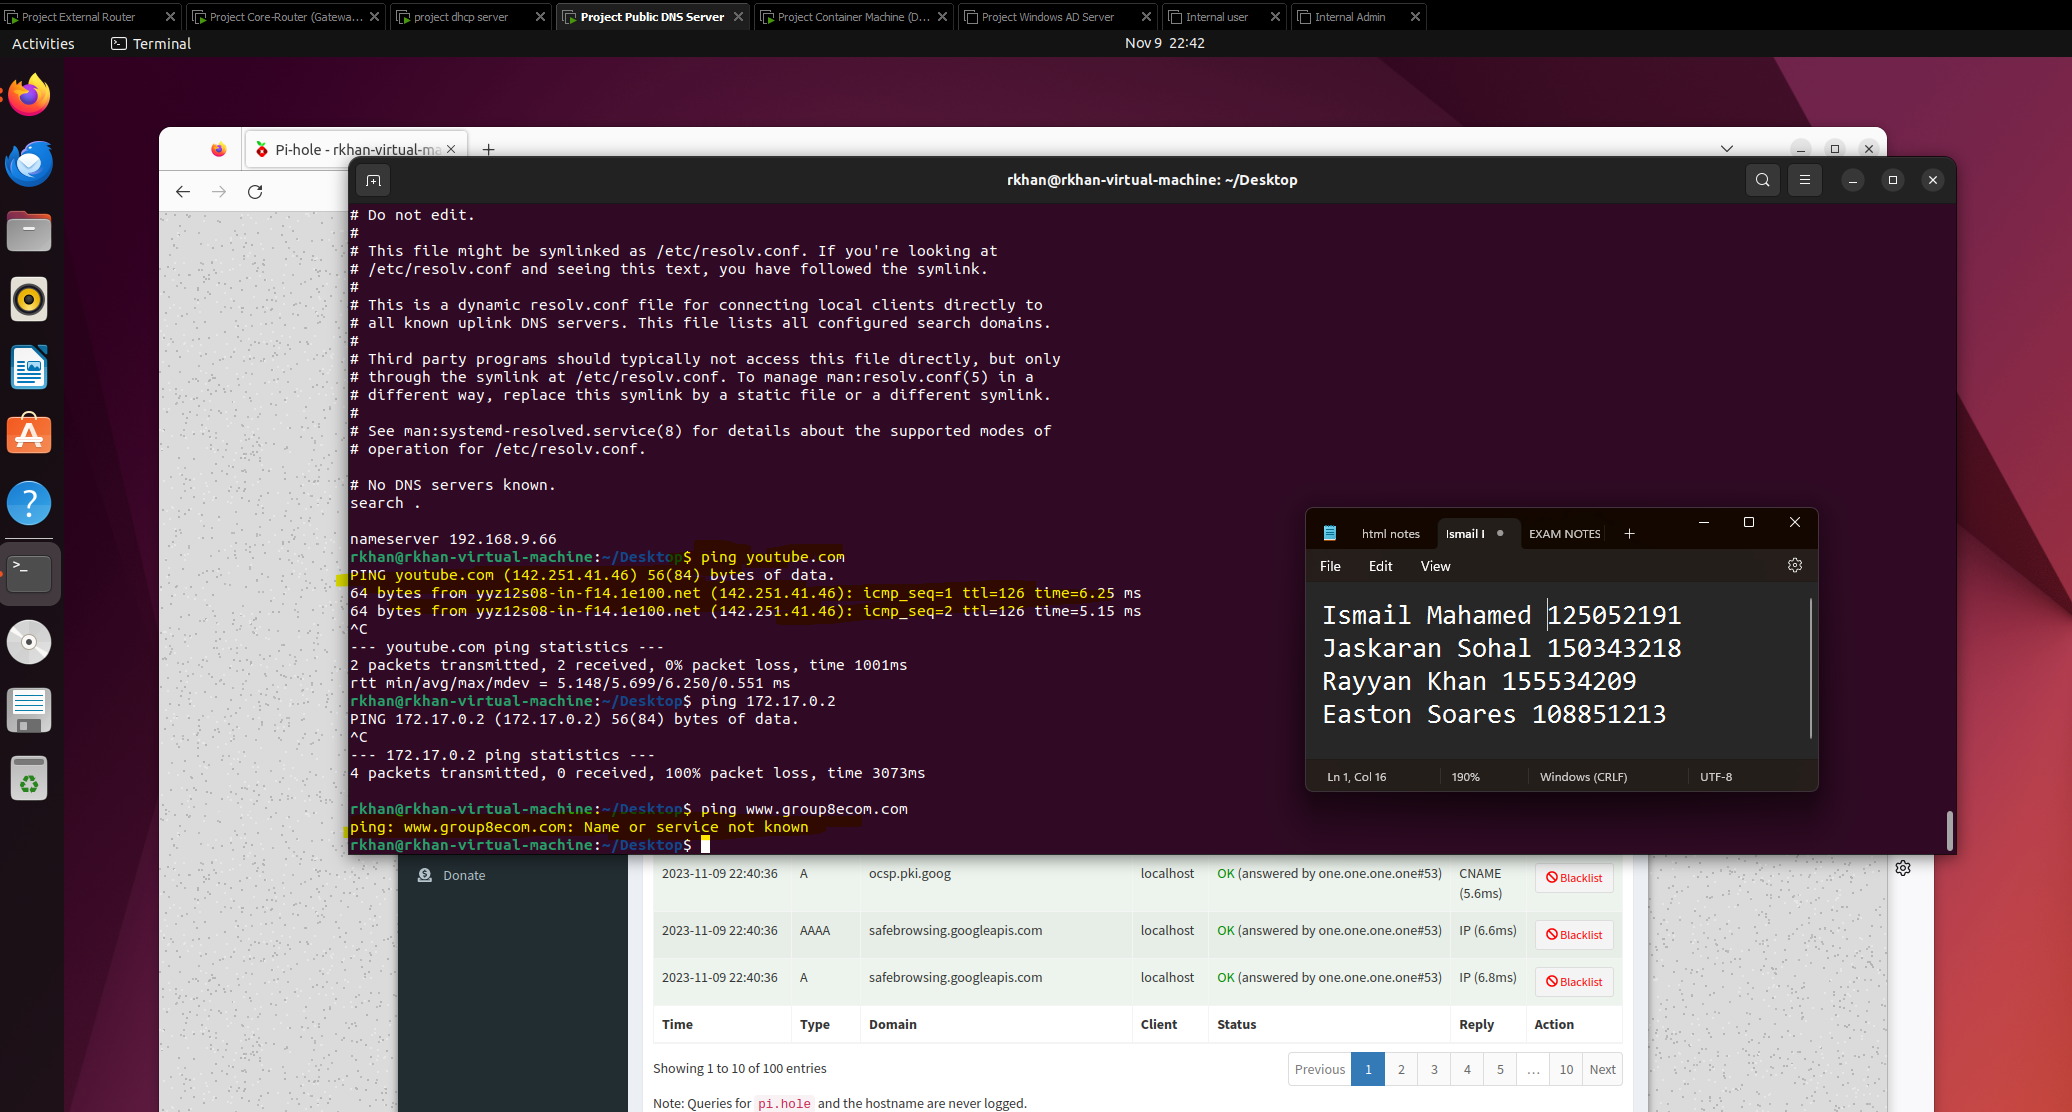 Project External Router
Project Core-Router (Gatewa...
project dhcp server
Project Public DNS Server
Project Container Machine (D...
Project Windows AD Server
Internal user
Internal Admin
Activities
Terminal
Nov 9 22:42
Pi-hole - rkhan-virtual-ma
rkhan@rkhan-virtual-machine: ~/Desktop
# Do not edit.
#
# This file might be symlinked as /etc/resolv.conf. If you're looking at
# /etc/resolv.conf and seeing this text, you have followed the symlink.
#
# This is a dynamic resolv.conf file for connecting local clients directly to
# all known uplink DNS servers. This file lists all configured search domains.
#
# Third party programs should typically not access this file directly, but only
# through the symlink at /etc/resolv.conf. To manage man:resolv.conf(5) in a
# different way, replace this symlink by a static file or a different symlink.
#
# See man:systemd-resolved.service(8) for details about the supported modes of
# operation for /etc/resolv.conf.
# No DNS servers known.
search .
nameserver 192.168.9.66
rkhan@rkhan-virtual-machine:~/Desktop$ ping youtube.com
PING youtube.com (142.251.41.46) 56(84) bytes of data.
64 bytes from yyz12s08-in-f14.1e100.net (142.251.41.46): icmp_seq=1 ttl=126 time=6.25 ms
64 bytes from yyz12s08-in-f14.1e100.net (142.251.41.46): icmp_seq=2 ttl=126 time=5.15 ms
^C
--- youtube.com ping statistics ---
2 packets transmitted, 2 received, 0% packet loss, time 1001ms
rtt min/avg/max/mdev = 5.148/5.699/6.250/0.551 ms
rkhan@rkhan-virtual-machine:~/Desktop$ ping 172.17.0.2
PING 172.17.0.2 (172.17.0.2) 56(84) bytes of data.
^C
--- 172.17.0.2 ping statistics ---
4 packets transmitted, 0 received, 100% packet loss, time 3073ms
rkhan@rkhan-virtual-machine:~/Desktop$ ping www.group8ecom.com
ping: www.group8ecom.com: Name or service not known
rkhan@rkhan-virtual-machine:~/Desktop$
html notes
Ismail I
EXAM NOTES
File Edit View
Ismail Mahamed 125052191
Jaskaran Sohal 150343218
Rayyan Khan 155534209
Easton Soares 108851213
Ln 1, Col 16
190%
Windows (CRLF)
UTF-8
Donate
2023-11-09 22:40:36 A ocsp.pki.goog localhost OK (answered by one.one.one.one#53) CNAME (5.6ms) Blacklist
2023-11-09 22:40:36 AAAA safebrowsing.googleapis.com localhost OK (answered by one.one.one.one#53) IP (6.6ms) Blacklist
2023-11-09 22:40:36 A safebrowsing.googleapis.com localhost OK (answered by one.one.one.one#53) IP (6.8ms) Blacklist
Time Type Domain Client Status Reply Action
Showing 1 to 10 of 100 entries
Previous 1 2 3 4 5 … 10 Next
Note: Queries for pi.hole and the hostname are never logged.